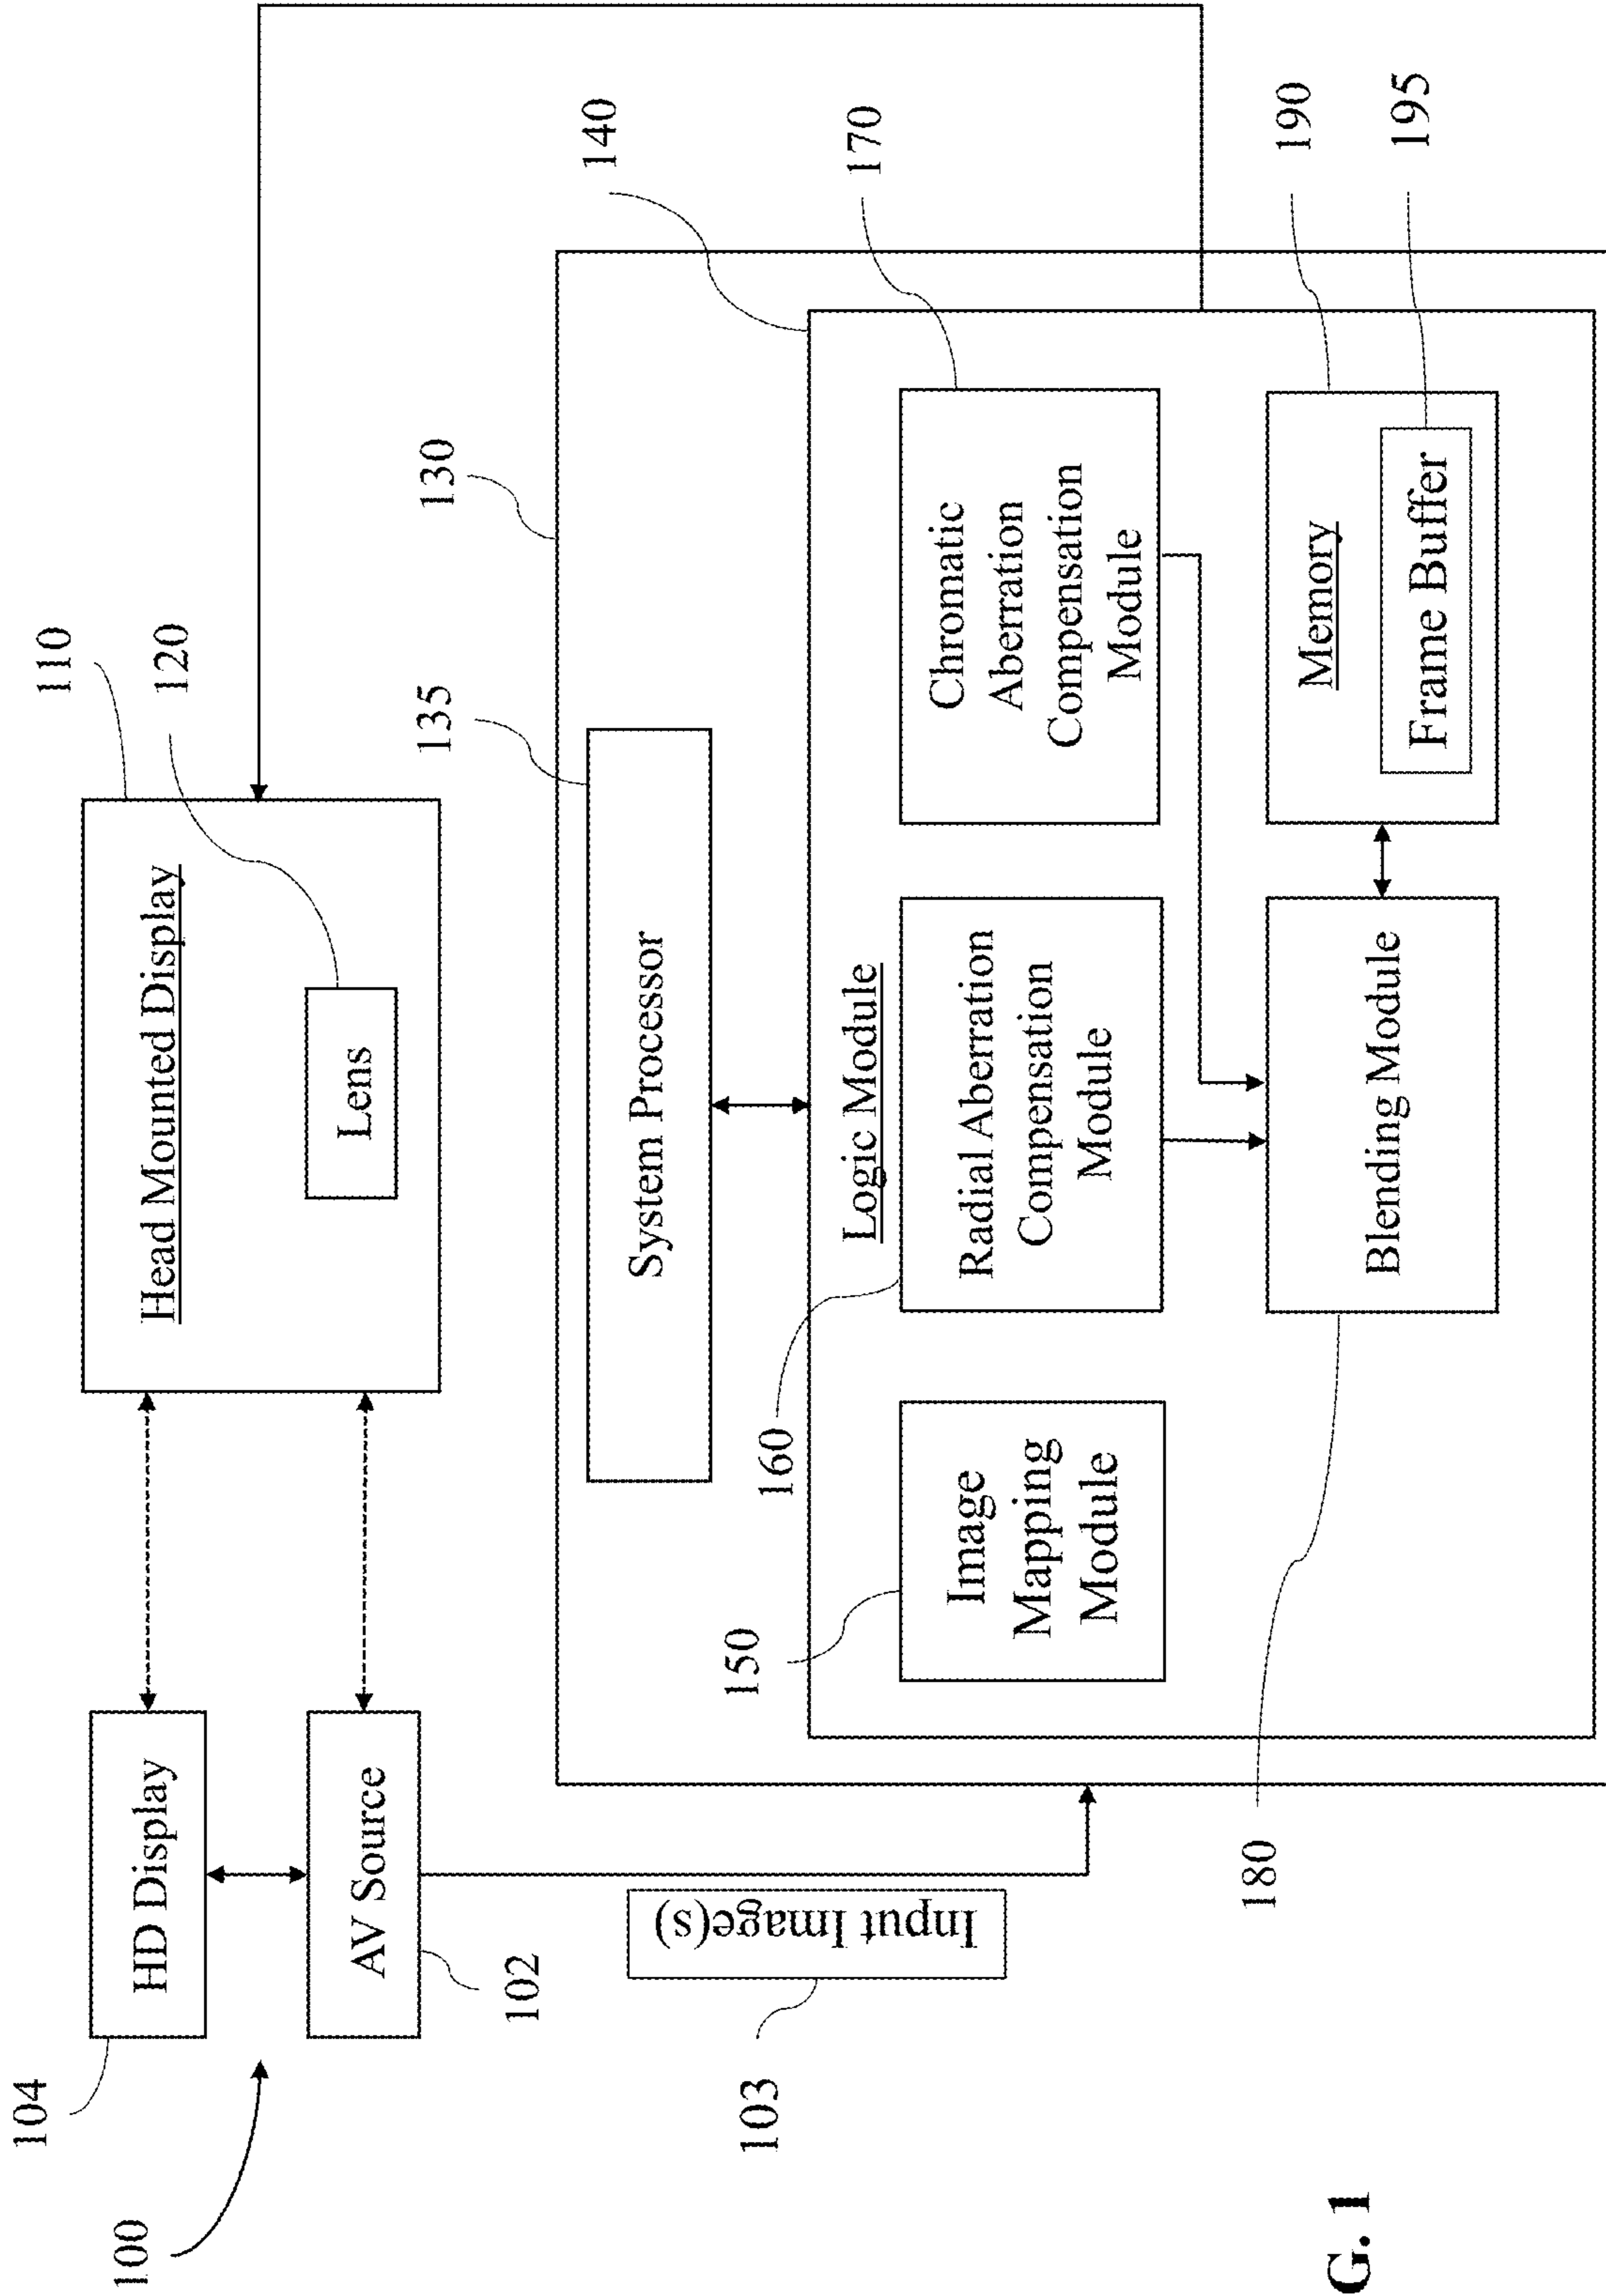 100
104
HD Display
AV Source
102
Input Image(s)
103
110
120
Head Mounted Display
Lens
130
135
System Processor
140
Logic Module
150
Image
Mapping
Module
160
Radial Aberration
Compensation
Module
170
Chromatic
Aberration
Compensation
Module
180
Blending Module
190
Memory
195
Frame Buffer
G. 1